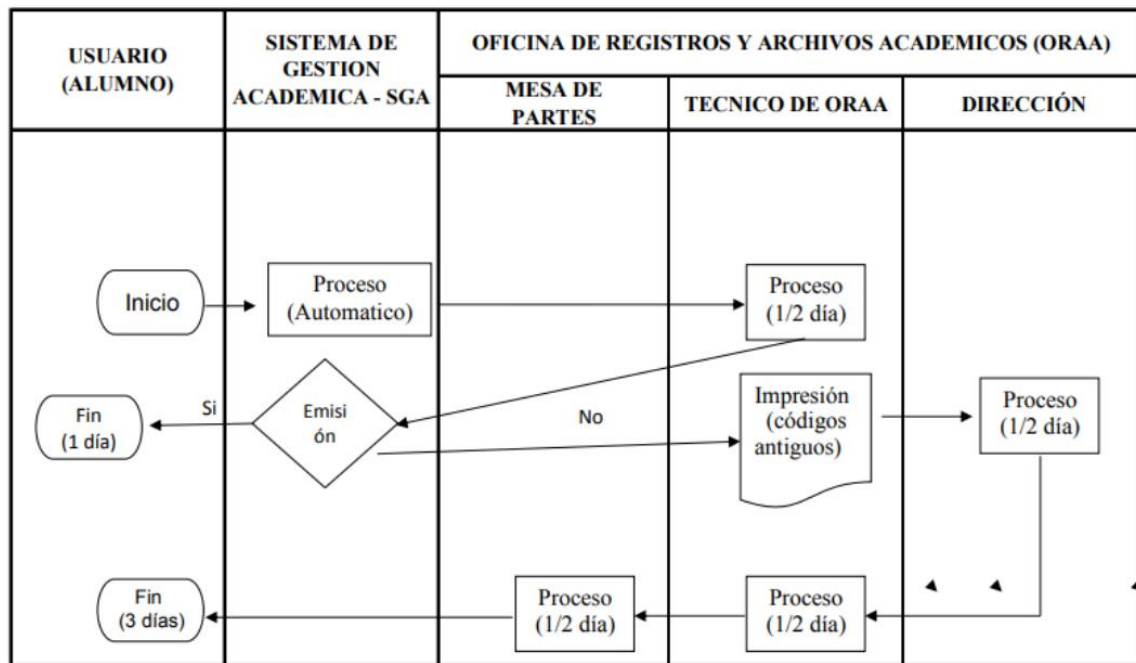 USUARIO
(ALUMNO)
SISTEMA DE
GESTION
ACADEMICA - SGA
OFICINA DE REGISTROS Y ARCHIVOS ACADEMICOS (ORAA)
MESA DE
PARTES
TECNICO DE ORAA
DIRECCIÓN
Inicio
Proceso
(Automatico)
Proceso
(1/2 día)
Fin
(1 día)
Si
Emisi
ón
No
Impresión
(códigos
antiguos)
Proceso
(1/2 día)
Fin
(3 días)
Proceso
(1/2 día)
Proceso
(1/2 día)